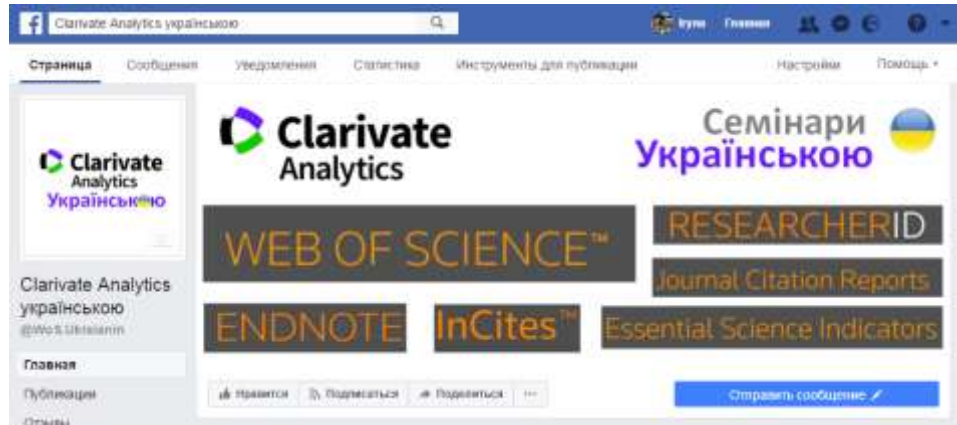 Clarivate Analytics українською
Ирина Главная
Страница Сообщения Уведомления Статистика Инструменты для публикации Настройки Помощь
Clarivate
Analytics
Українською
Clarivate
Analytics
Семінари
Українською
WEB OF SCIENCE™
RESEARCHERID
Journal Citation Reports
ENDNOTE
InCites™
Essential Science Indicators
Clarivate Analytics
українською
Главная
Публикации
Отзывы
Нравится Подписаться Поделиться ...
Отправить сообщение